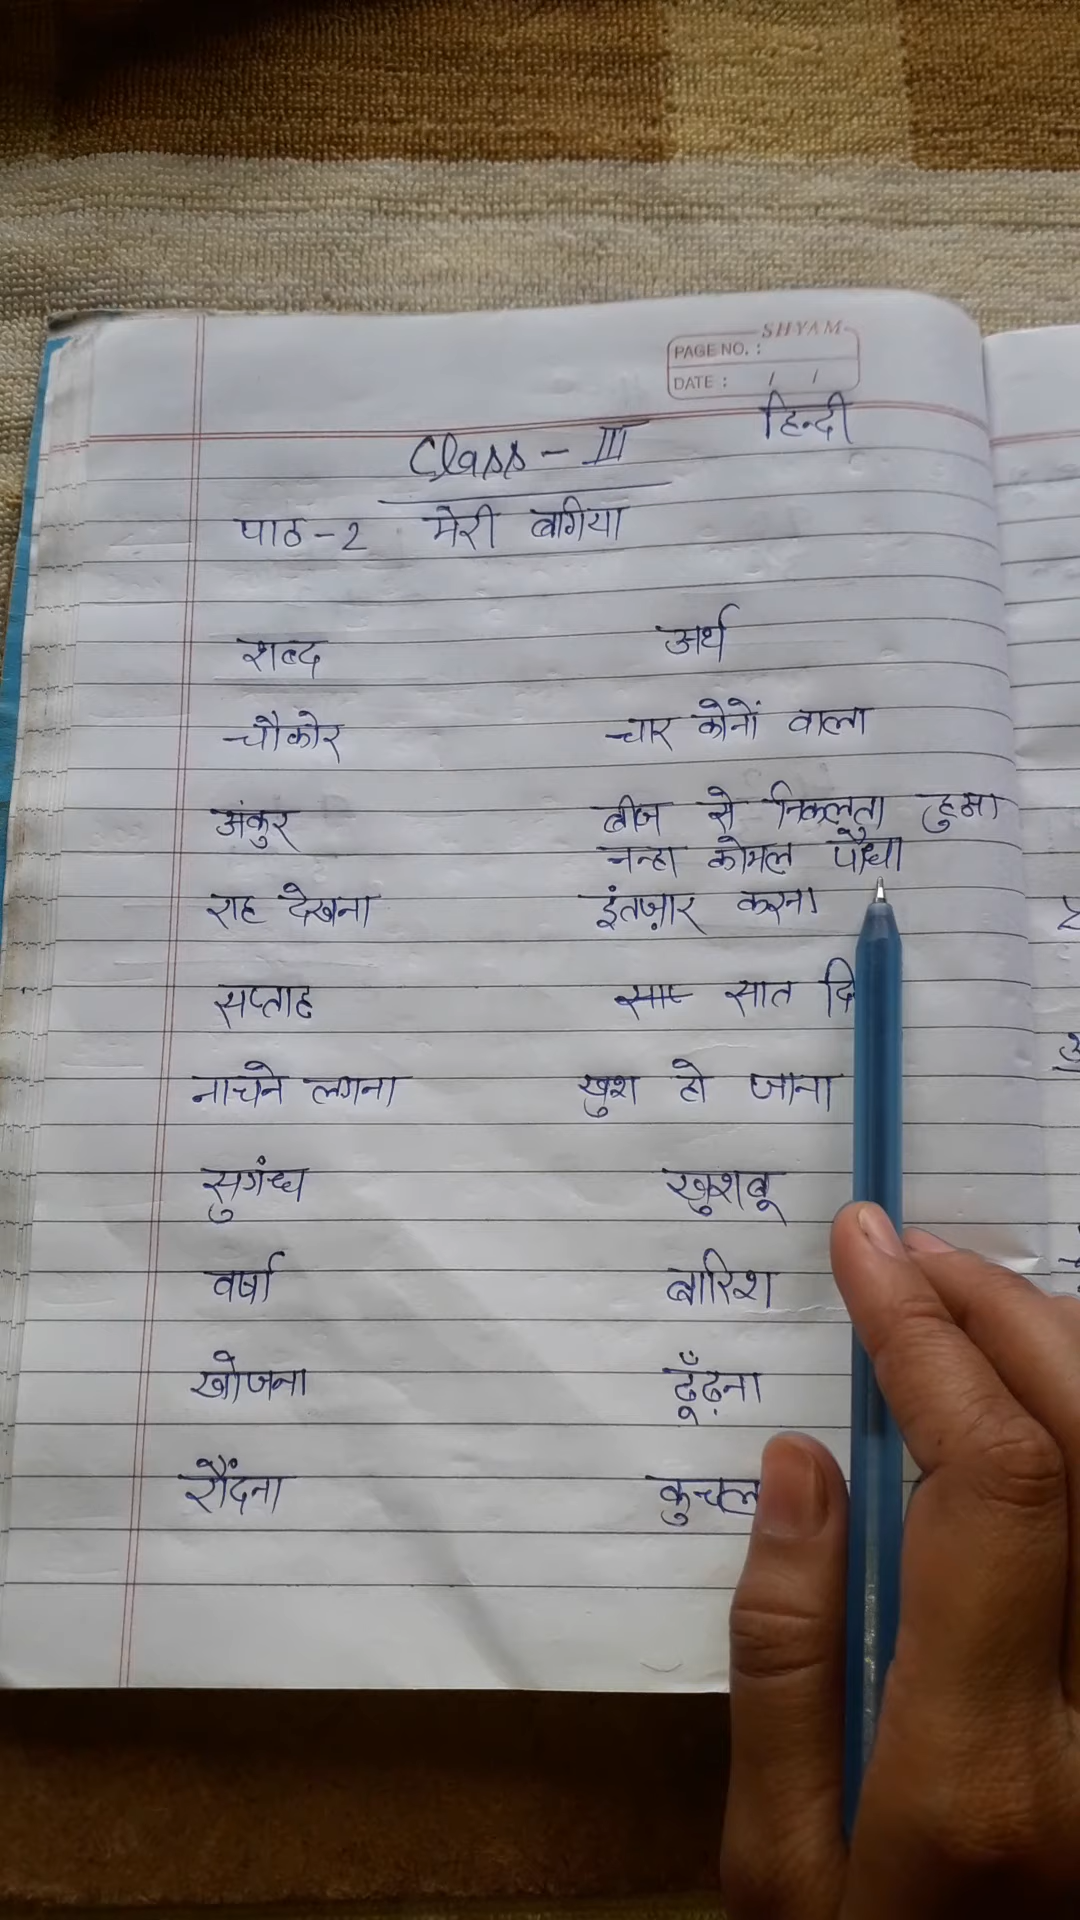 SHYAM
PAGE NO. :
DATE : / /
हिन्दी
Class - III
पाठ-2 मेरी बगिया
शब्द अर्थ
चौकोर चार कोनों वाला
अंकुर बीज से निकलता हुआ
नन्हा कोमल पौधा
राह देखना इंतज़ार करना
सप्ताह सात
नाचने लगना खुश हो जाना
सुगंध खुशबू
वर्षा बारिश
खोजना ढूँढ़ना
रौंदना